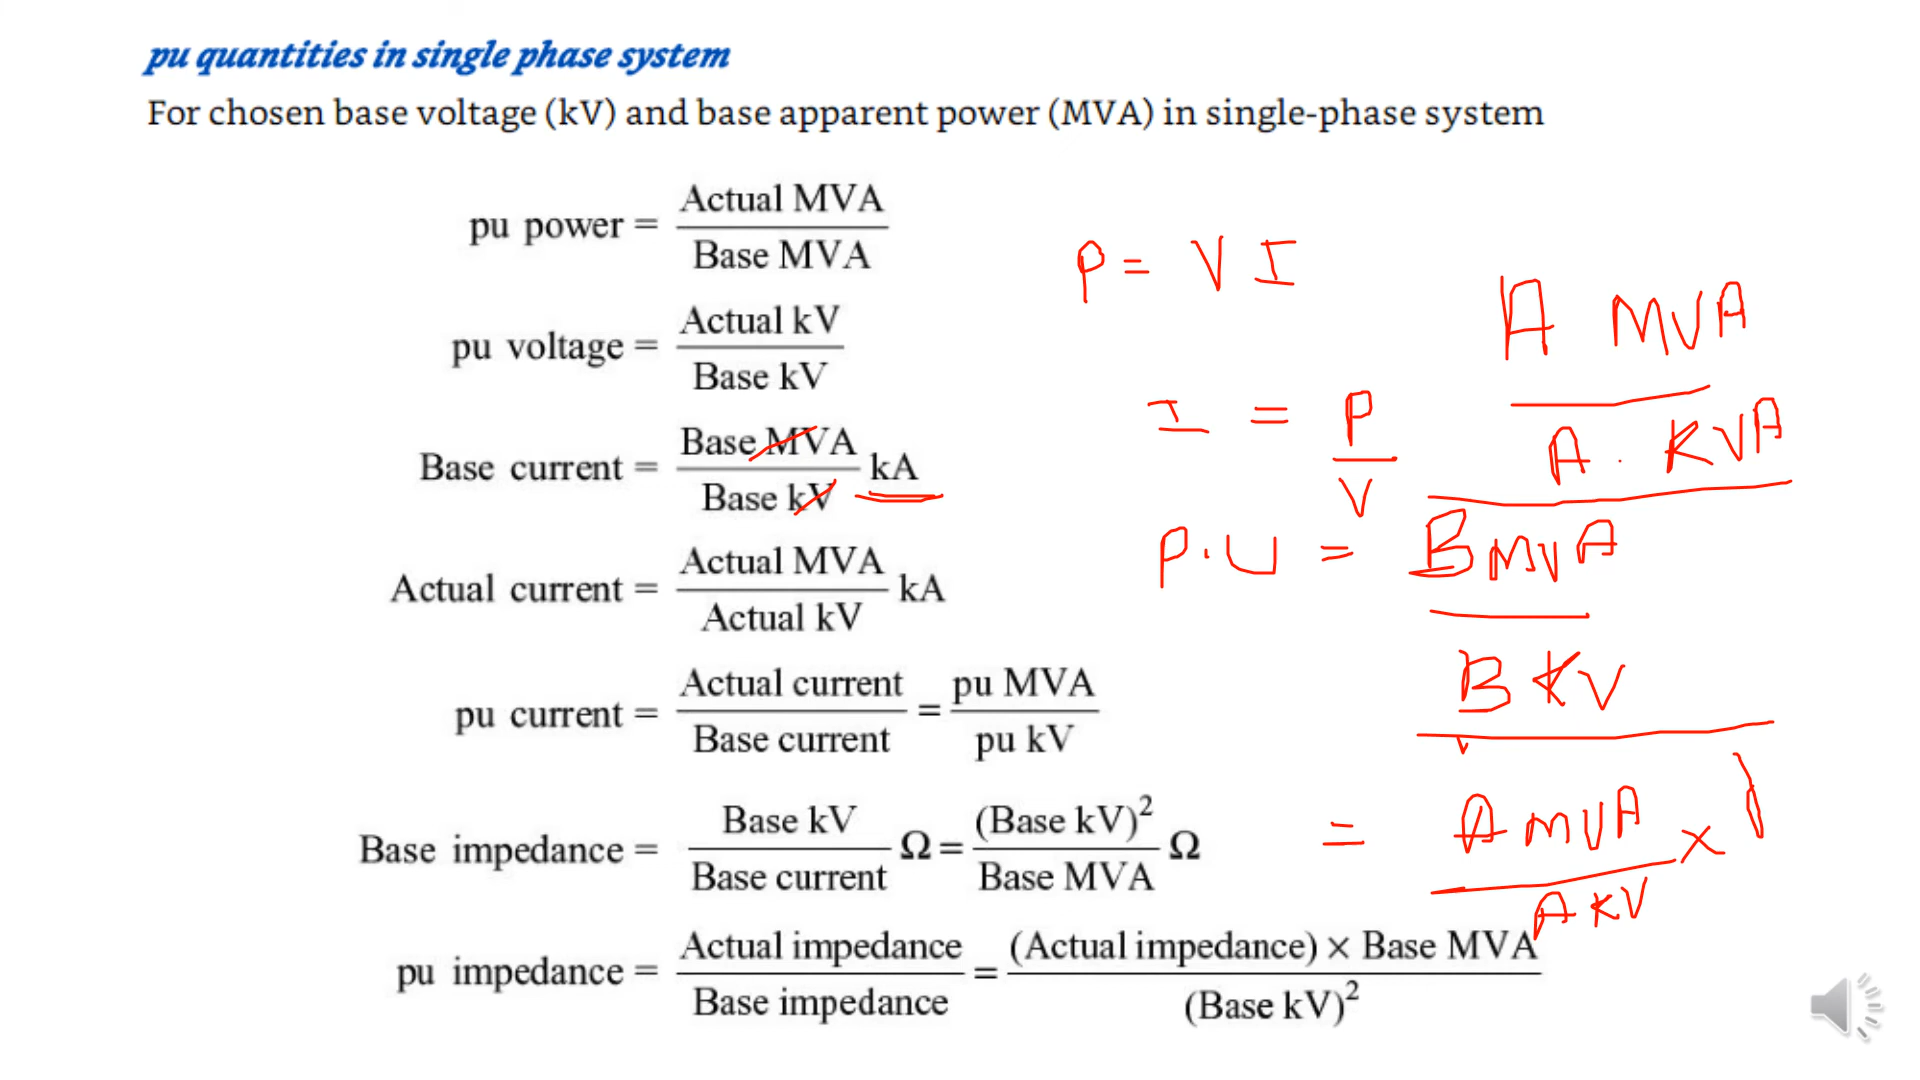 pu quantities in single phase system
For chosen base voltage (kV) and base apparent power (MVA) in single-phase system
pu power = Actual MVA / Base MVA
pu voltage = Actual kV / Base kV
Base current = Base MVA / Base kV kA
Actual current = Actual MVA / Actual kV kA
pu current = Actual current / Base current = pu MVA / pu kV
Base impedance = Base kV / Base current Ω = (Base kV)² / Base MVA Ω
pu impedance = Actual impedance / Base impedance = (Actual impedance) × Base MVA / (Base kV)²
P = V I
I = P / V
A MVA
A . KVA
P.U = B MVA
B KV
= A MVA ×
A KV